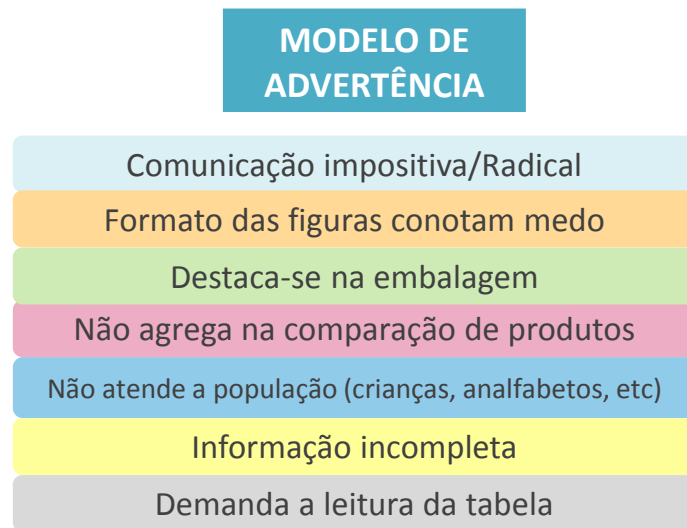 MODELO DE
ADVERTÊNCIA
Comunicação impositiva/Radical
Formato das figuras conotam medo
Destaca-se na embalagem
Não agrega na comparação de produtos
Não atende a população (crianças, analfabetos, etc)
Informação incompleta
Demanda a leitura da tabela